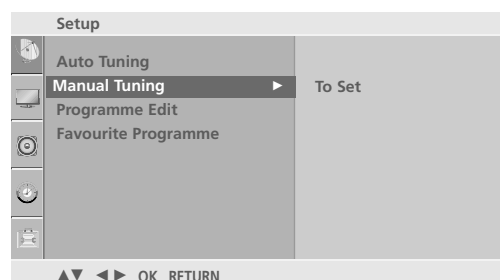 Setup
Auto Tuning
Manual Tuning ► To Set
Programme Edit
Favourite Programme
▲▼ ◄► OK RETURN